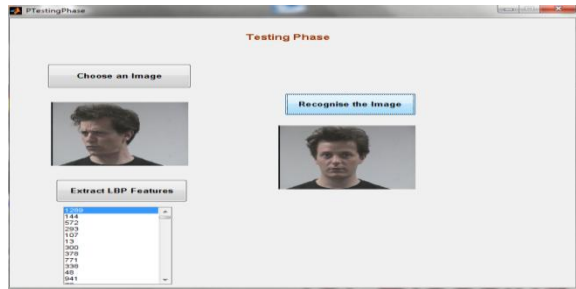 PTestingPhase
Testing Phase
Choose an Image
Recognise the Image
Extract LBP Features
1289
144
572
293
107
13
300
378
771
338
48
941